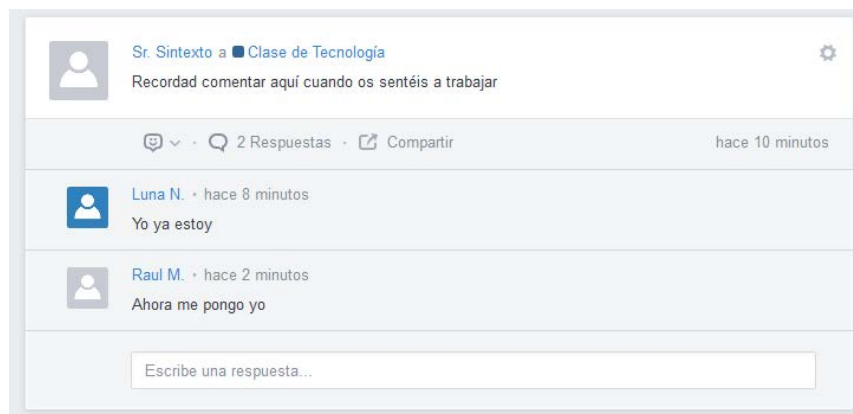 Sr. Sintexto a Clase de Tecnología
Recordad comentar aquí cuando os sentéis a trabajar
2 Respuestas · Compartir hace 10 minutos
Luna N. · hace 8 minutos
Yo ya estoy
Raul M. · hace 2 minutos
Ahora me pongo yo
Escribe una respuesta...